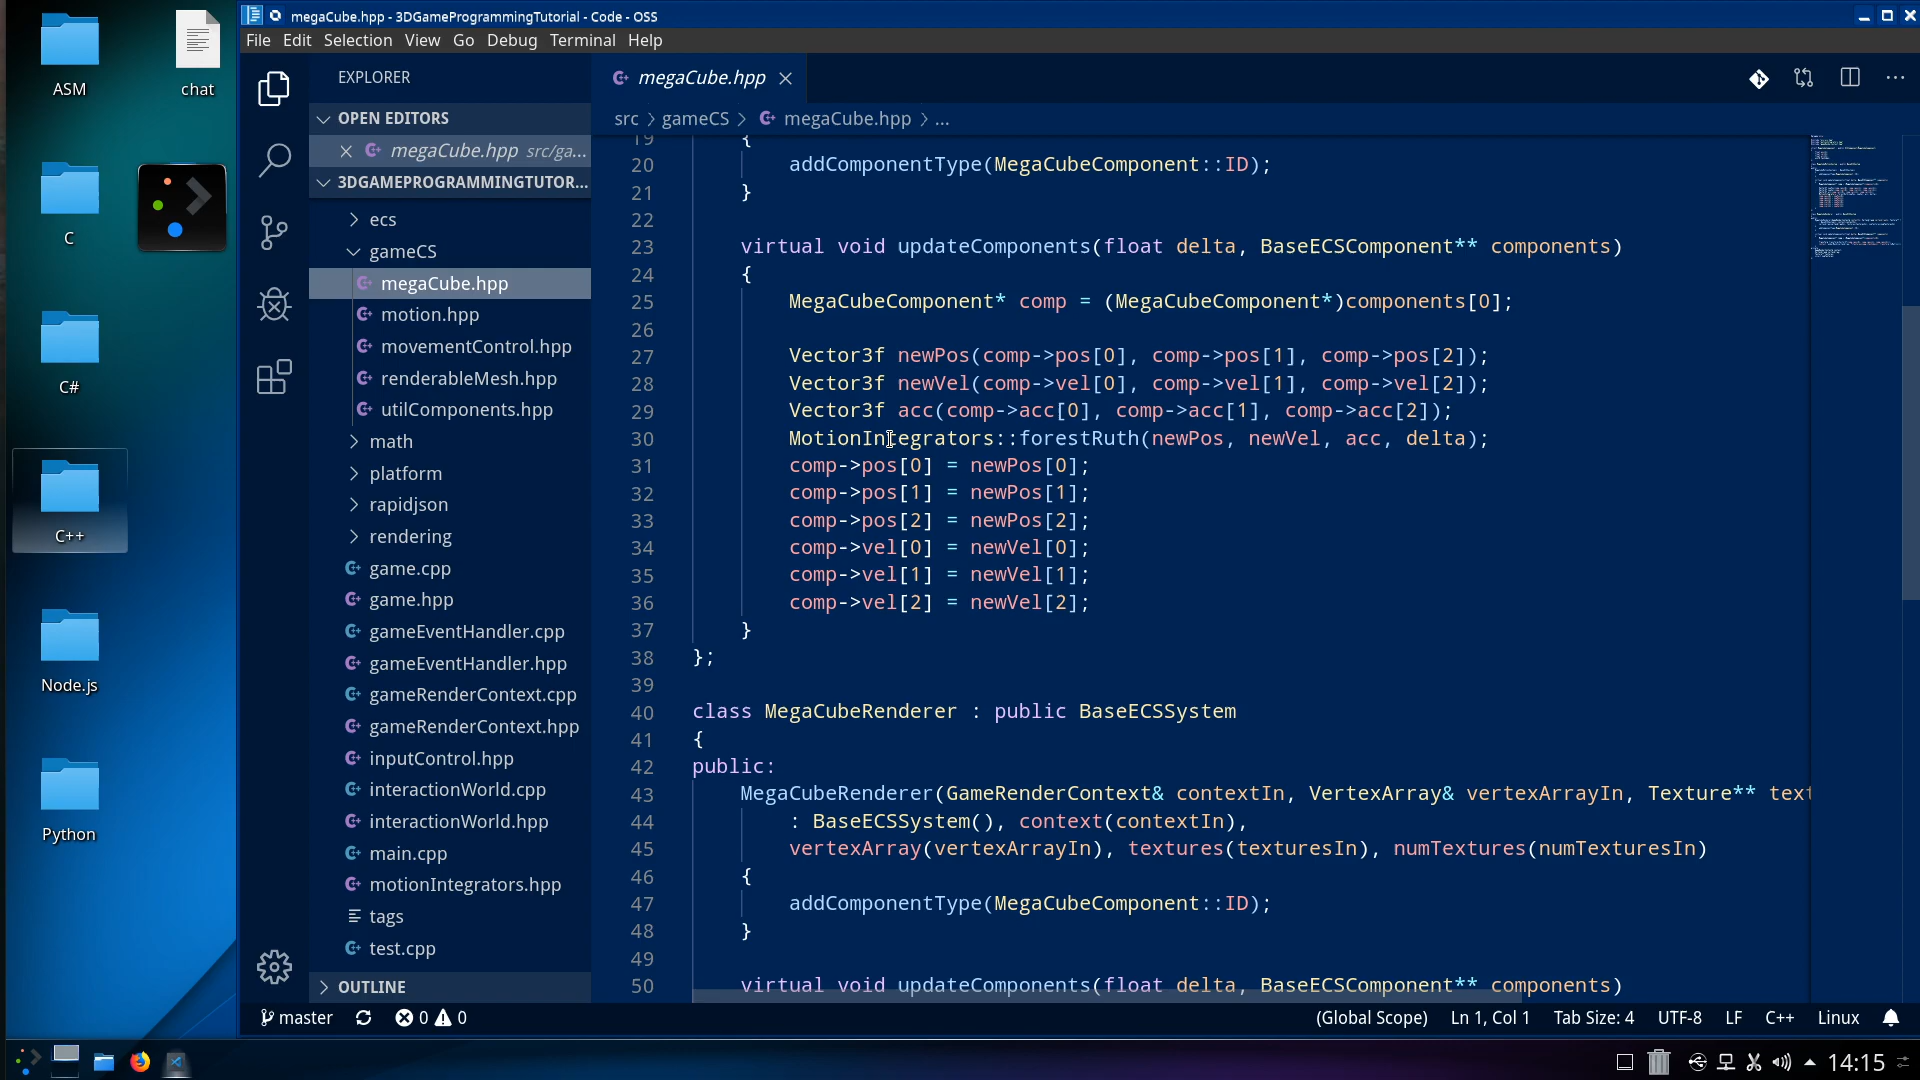 ASM
chat
C
C#
C++
Node.js
Python
megaCube.hpp - 3DGameProgrammingTutorial - Code - OSS
File Edit Selection View Go Debug Terminal Help
EXPLORER
OPEN EDITORS
megaCube.hpp src/ga...
3DGAMEPROGRAMMINGTUTOR...
ecs
gameCS
megaCube.hpp
motion.hpp
movementControl.hpp
renderableMesh.hpp
utilComponents.hpp
math
platform
rapidjson
rendering
game.cpp
game.hpp
gameEventHandler.cpp
gameEventHandler.hpp
gameRenderContext.cpp
gameRenderContext.hpp
inputControl.hpp
interactionWorld.cpp
interactionWorld.hpp
main.cpp
motionIntegrators.hpp
tags
test.cpp
OUTLINE
megaCube.hpp
src > gameCS > megaCube.hpp > ...
19 {
20 addComponentType(MegaCubeComponent::ID);
21 }
22
23 virtual void updateComponents(float delta, BaseECSComponent** components)
24 {
25 MegaCubeComponent* comp = (MegaCubeComponent*)components[0];
26
27 Vector3f newPos(comp->pos[0], comp->pos[1], comp->pos[2]);
28 Vector3f newVel(comp->vel[0], comp->vel[1], comp->vel[2]);
29 Vector3f acc(comp->acc[0], comp->acc[1], comp->acc[2]);
30 MotionIntegrators::forestRuth(newPos, newVel, acc, delta);
31 comp->pos[0] = newPos[0];
32 comp->pos[1] = newPos[1];
33 comp->pos[2] = newPos[2];
34 comp->vel[0] = newVel[0];
35 comp->vel[1] = newVel[1];
36 comp->vel[2] = newVel[2];
37 }
38 };
39
40 class MegaCubeRenderer : public BaseECSSystem
41 {
42 public:
43 MegaCubeRenderer(GameRenderContext& contextIn, VertexArray& vertexArrayIn, Texture** text
44 : BaseECSSystem(), context(contextIn),
45 vertexArray(vertexArrayIn), textures(texturesIn), numTextures(numTexturesIn)
46 {
47 addComponentType(MegaCubeComponent::ID);
48 }
49
50 virtual void updateComponents(float delta, BaseECSComponent** components)
master 0 0 (Global Scope) Ln 1, Col 1 Tab Size: 4 UTF-8 LF C++ Linux
14:15